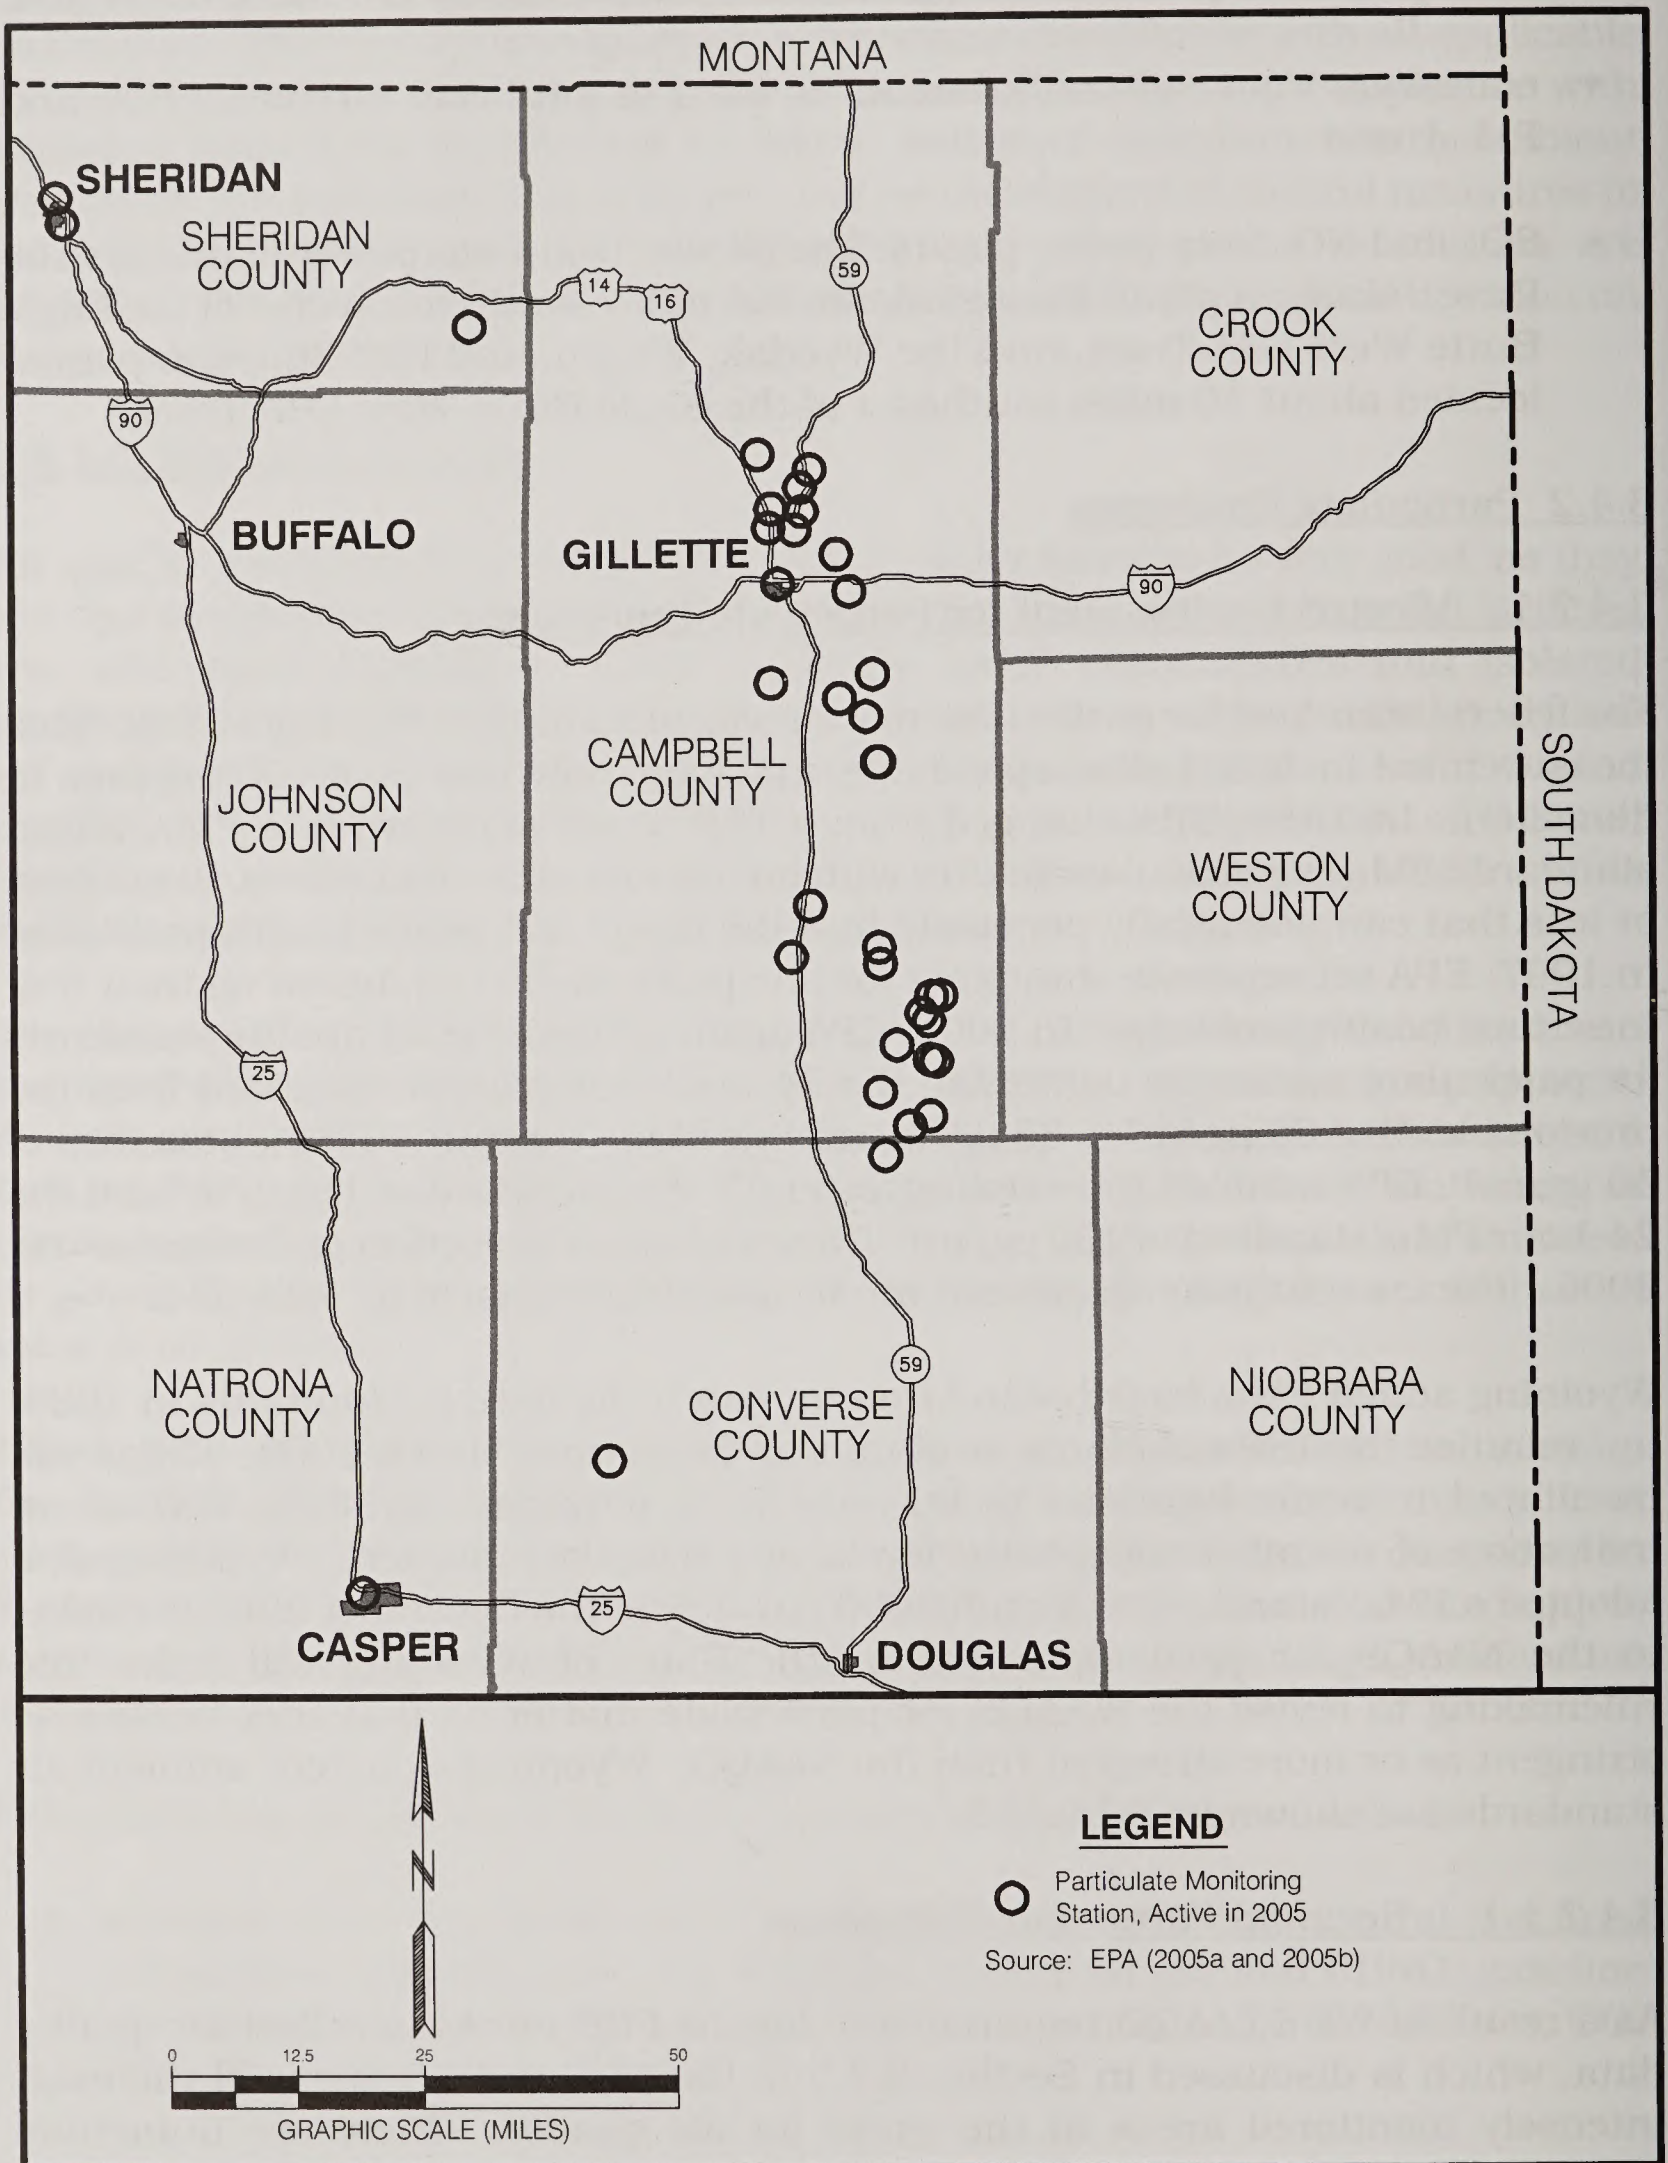 MONTANA
SHERIDAN
SHERIDAN
COUNTY
14
16
59
CROOK
COUNTY
90
BUFFALO
GILLETTE
90
CAMPBELL
COUNTY
JOHNSON
COUNTY
SOUTH DAKOTA
WESTON
COUNTY
25
59
NATRONA
COUNTY
CONVERSE
COUNTY
NIOBRARA
COUNTY
25
CASPER
DOUGLAS
LEGEND
Particulate Monitoring
Station, Active in 2005
Source: EPA (2005a and 2005b)
N
0 12.5 25 50
GRAPHIC SCALE (MILES)